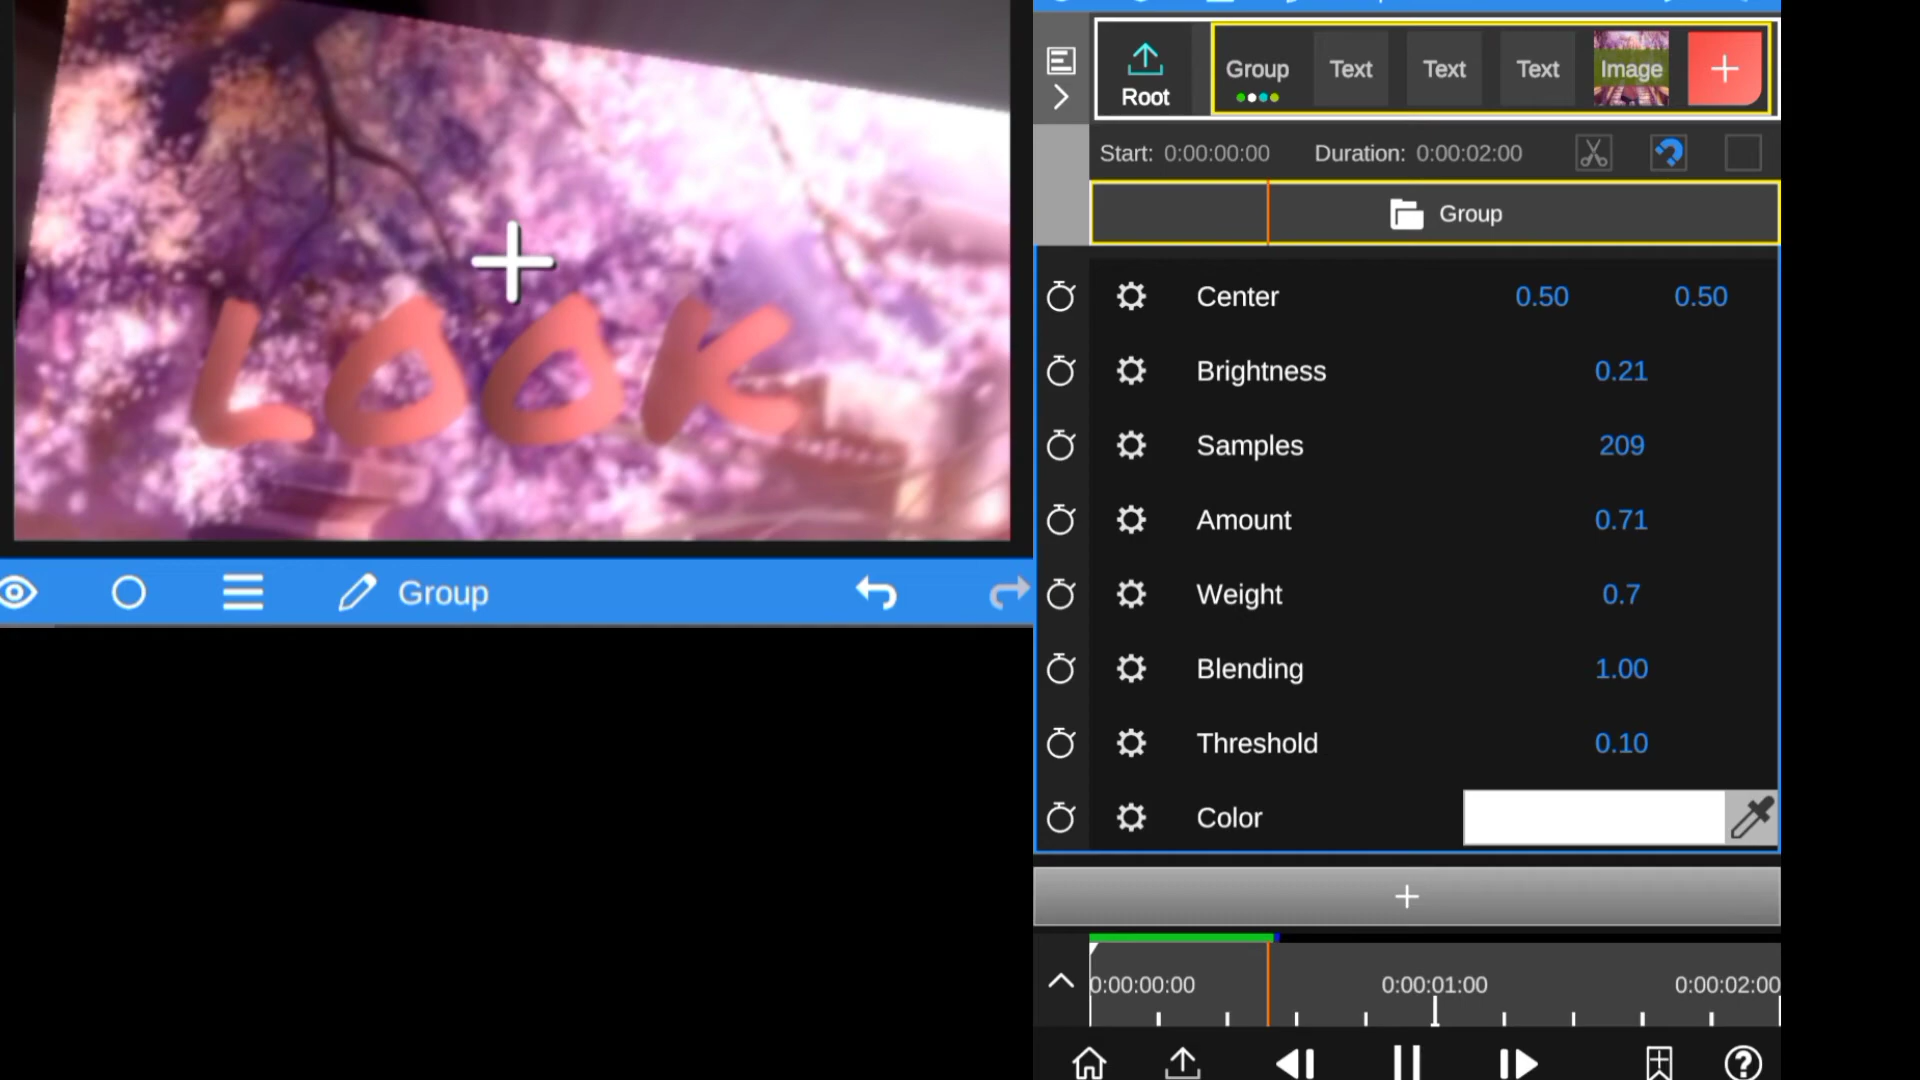 LOOK
Group
Root
Group Text Text Text Image
Start: 0:00:00:00 Duration: 0:00:02:00
Group
Center 0.50 0.50
Brightness 0.21
Samples 209
Amount 0.71
Weight 0.7
Blending 1.00
Threshold 0.10
Color
0:00:00:00 0:00:01:00 0:00:02:00